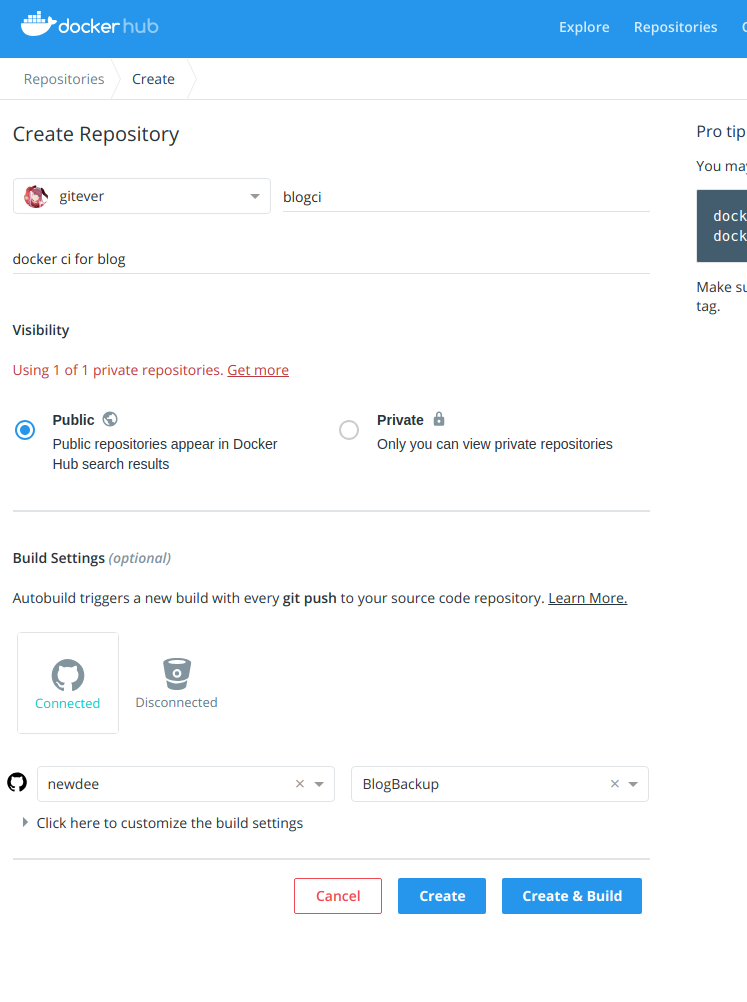 docker hub
Explore Repositories
Repositories Create
Create Repository
Pro tip
gitever
blogci
You may
dock
dock
docker ci for blog
Make su
tag.
Visibility
Using 1 of 1 private repositories. Get more
Public
Public repositories appear in Docker
Hub search results
Private
Only you can view private repositories
Build Settings (optional)
Autobuild triggers a new build with every git push to your source code repository. Learn More.
Connected
Disconnected
newdee
BlogBackup
Click here to customize the build settings
Cancel
Create
Create & Build